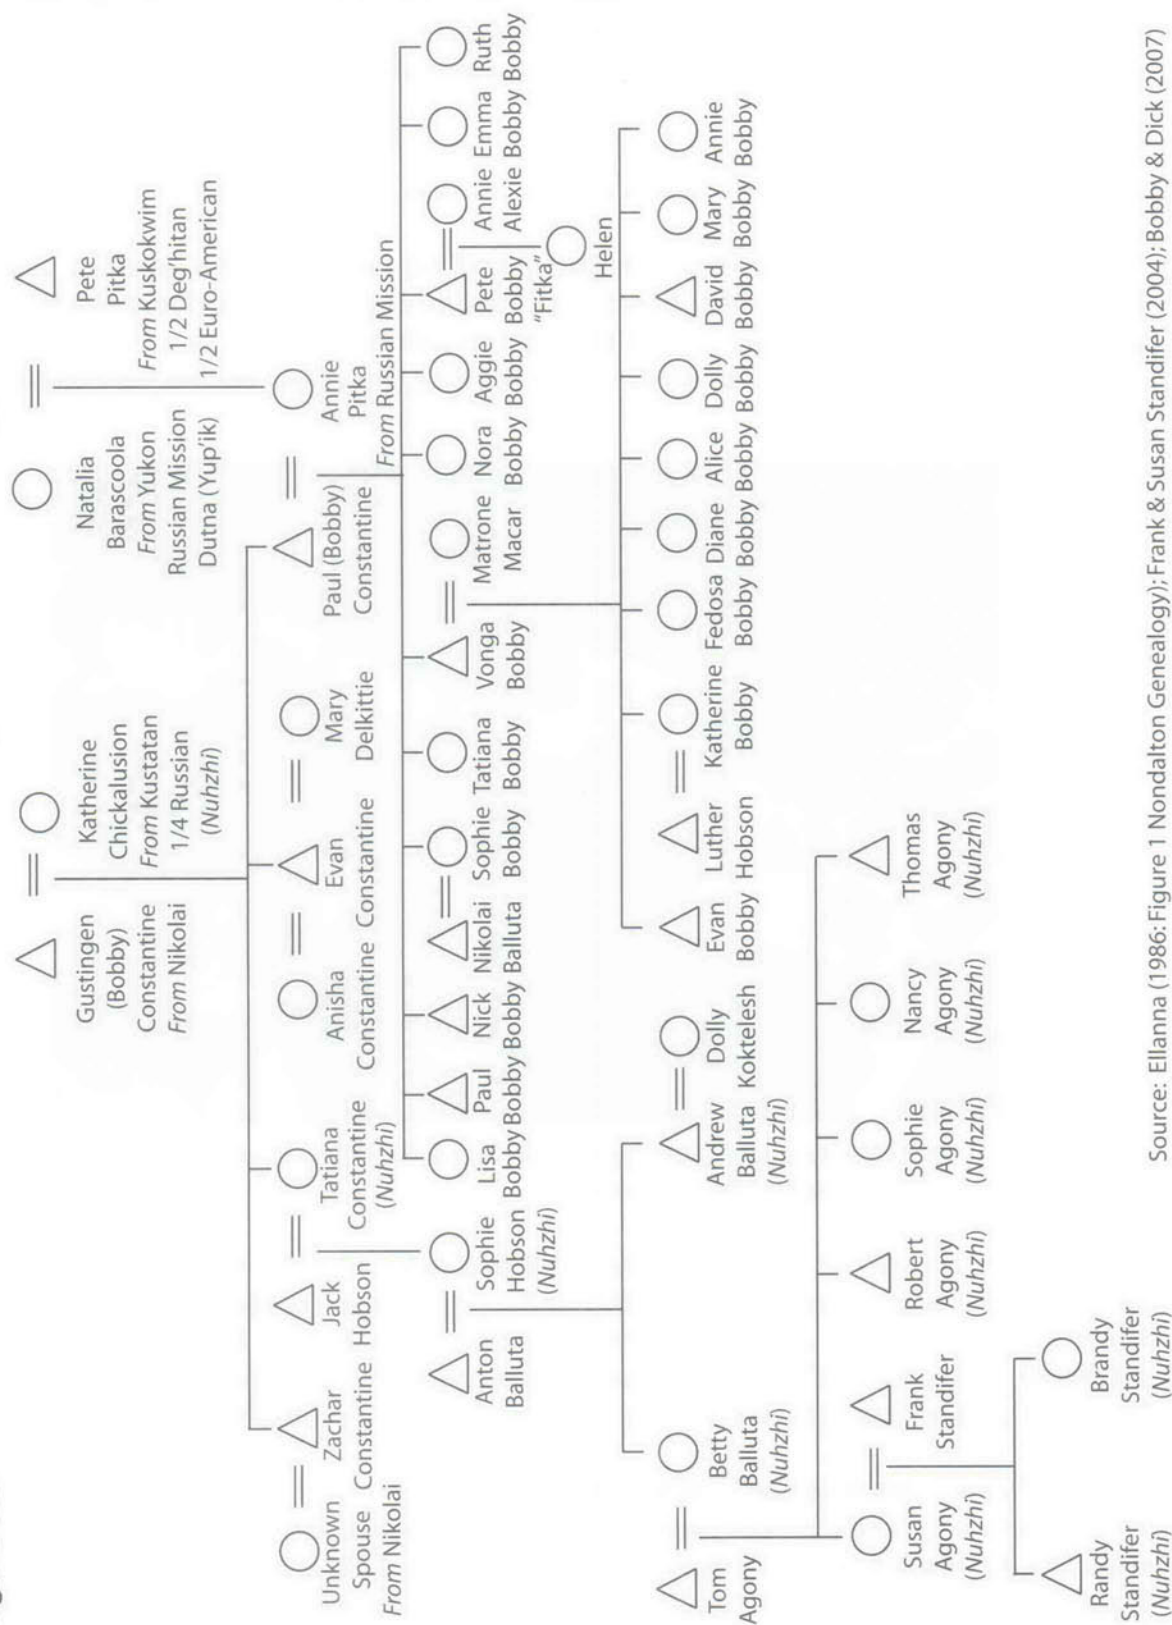 Gustingen
(Bobby)
Constantine
From Nikolai
Katherine
Chickalusion
From Kustatan
1/4 Russian
(Nuhzhi)
Natalia
Barascoola
From Yukon
Russian Mission
Dutna (Yup'ik)
Pete
Pitka
From Kuskokwim
1/2 Deg'hitan
1/2 Euro-American
Unknown
Spouse
From Nikolai
Zachar
Constantine
Jack
Hobson
Tatiana
Constantine
(Nuhzhi)
Anisha
Constantine
Evan
Constantine
Mary
Delkittie
Paul (Bobby)
Constantine
Annie
Pitka
From Russian Mission
Anton
Balluta
Sophie
Hobson
(Nuhzhi)
Lisa
Bobby
Paul
Bobby
Nick
Bobby
Nikolai
Balluta
Sophie
Bobby
Tatiana
Bobby
Vonga
Bobby
Matrone
Macar
Nora
Bobby
Aggie
Bobby
Pete
Bobby
"Fitka"
Annie
Alexie
Emma
Bobby
Ruth
Bobby
Helen
Tom
Agony
Betty
Balluta
(Nuhzhi)
Andrew
Balluta
(Nuhzhi)
Dolly
Koktelesh
Evan
Bobby
Luther
Hobson
Katherine
Bobby
Fedosa
Bobby
Diane
Bobby
Alice
Bobby
Dolly
Bobby
David
Bobby
Mary
Bobby
Annie
Bobby
Susan
Agony
(Nuhzhi)
Frank
Standifer
Robert
Agony
(Nuhzhi)
Sophie
Agony
(Nuhzhi)
Nancy
Agony
(Nuhzhi)
Thomas
Agony
(Nuhzhi)
Randy
Standifer
(Nuhzhi)
Brandy
Standifer
(Nuhzhi)
Source: Ellanna (1986: Figure 1 Nondalton Genealogy); Frank & Susan Standifer (2004); Bobby & Dick (2007)